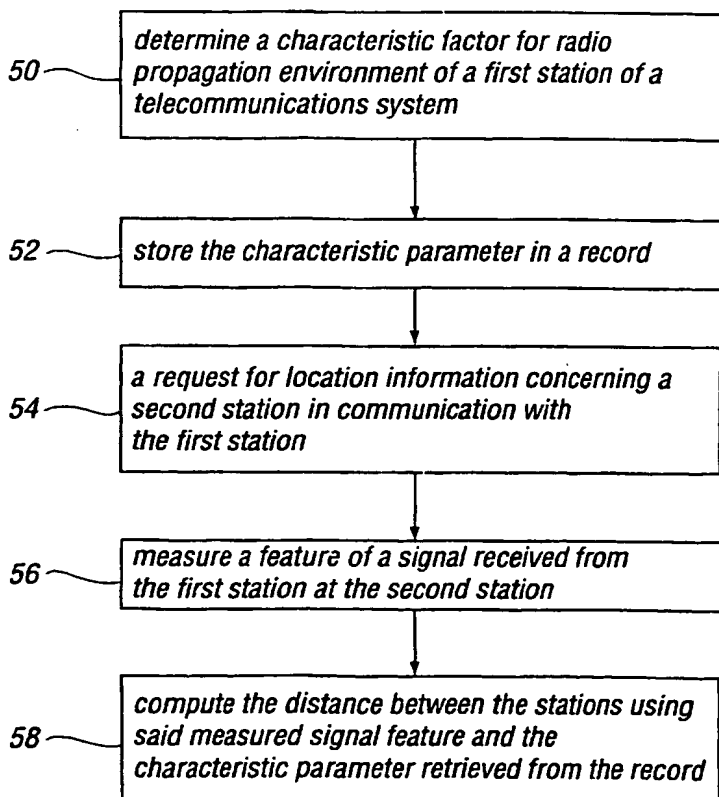 50
determine a characteristic factor for radio
propagation environment of a first station of a
telecommunications system
52
store the characteristic parameter in a record
54
a request for location information concerning a
second station in communication with
the first station
56
measure a feature of a signal received from
the first station at the second station
58
compute the distance between the stations using
said measured signal feature and the
characteristic parameter retrieved from the record